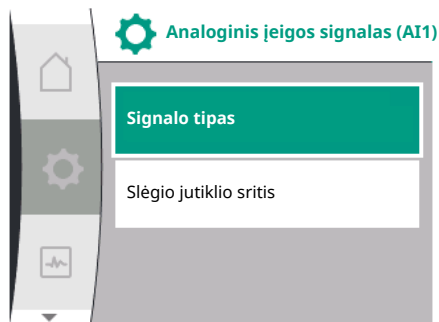 Analoginis įeigos signalas (AI1)
Signalo tipas
Slėgio jutiklio sritis